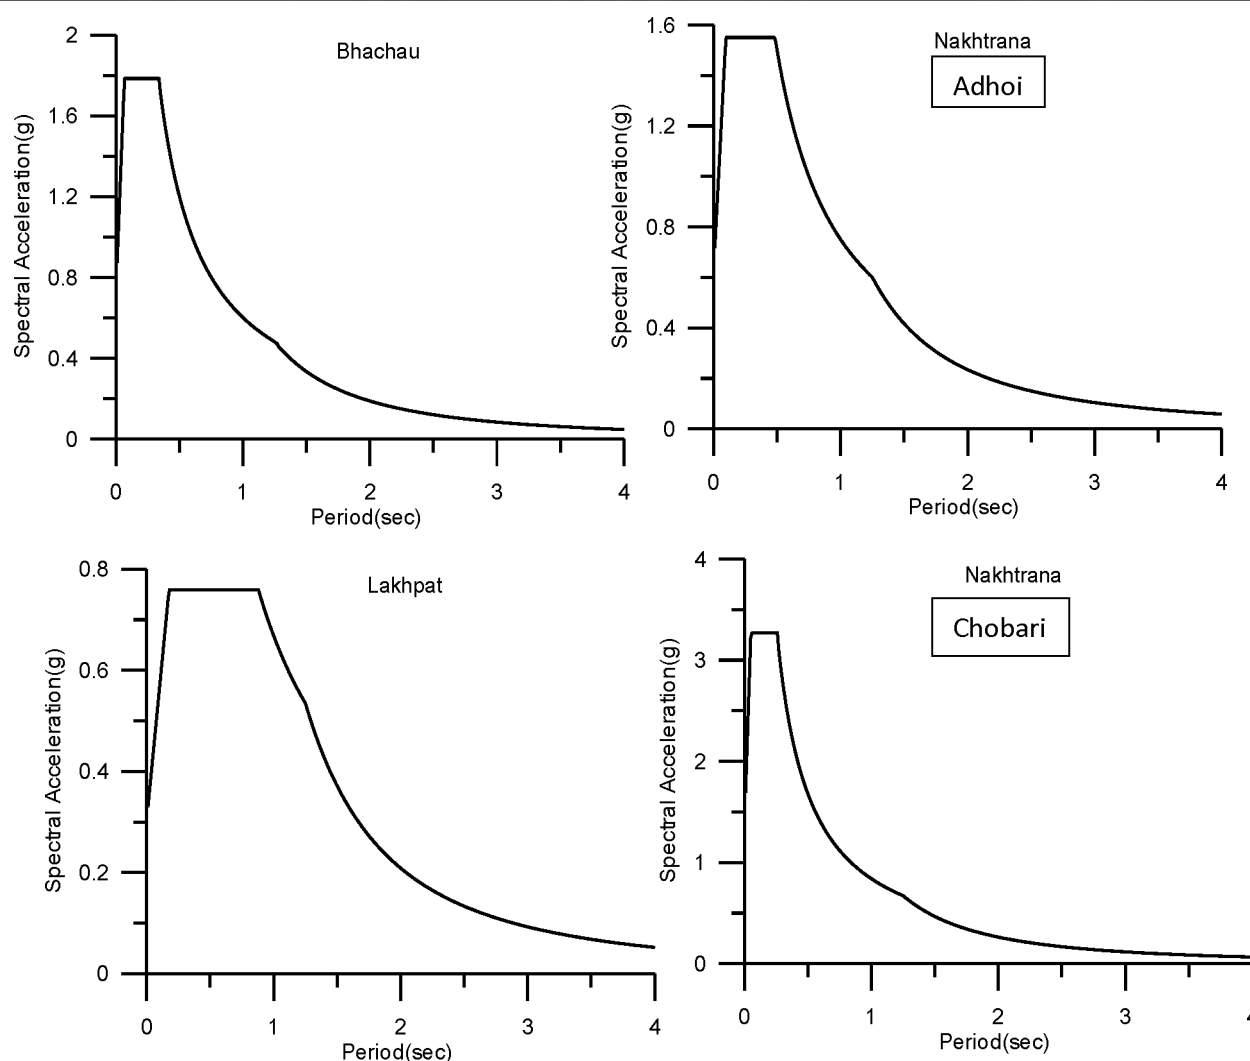 Bhachau
Spectral Acceleration(g)
2
1.6
1.2
0.8
0.4
0
0 1 2 3 4
Period(sec)
Nakhtrana
Adhoi
Spectral Acceleration(g)
1.6
1.2
0.8
0.4
0
0 1 2 3 4
Period(sec)
Lakhpat
Spectral Acceleration(g)
0.8
0.6
0.4
0.2
0
0 1 2 3 4
Period(sec)
Nakhtrana
Chobari
Spectral Acceleration(g)
4
3
2
1
0
0 1 2 3
Period(sec)